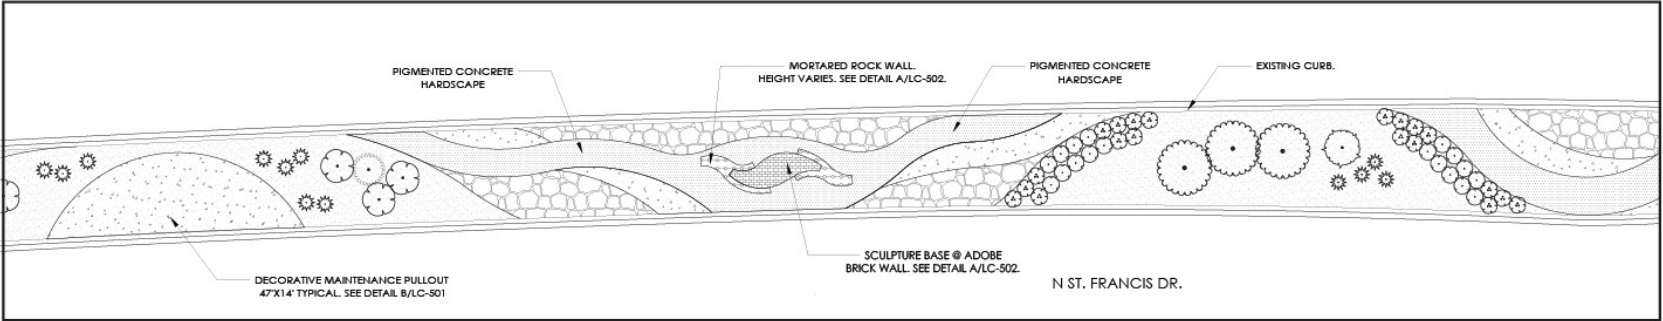 PIGMENTED CONCRETE
HARDSCAPE
MORTARED ROCK WALL.
HEIGHT VARIES. SEE DETAIL A/LC-502.
PIGMENTED CONCRETE
HARDSCAPE
EXISTING CURB.
DECORATIVE MAINTENANCE PULLOUT
47'X14' TYPICAL. SEE DETAIL B/LC-501
SCULPTURE BASE @ ADOBE
BRICK WALL. SEE DETAIL A/LC-502.
N ST. FRANCIS DR.